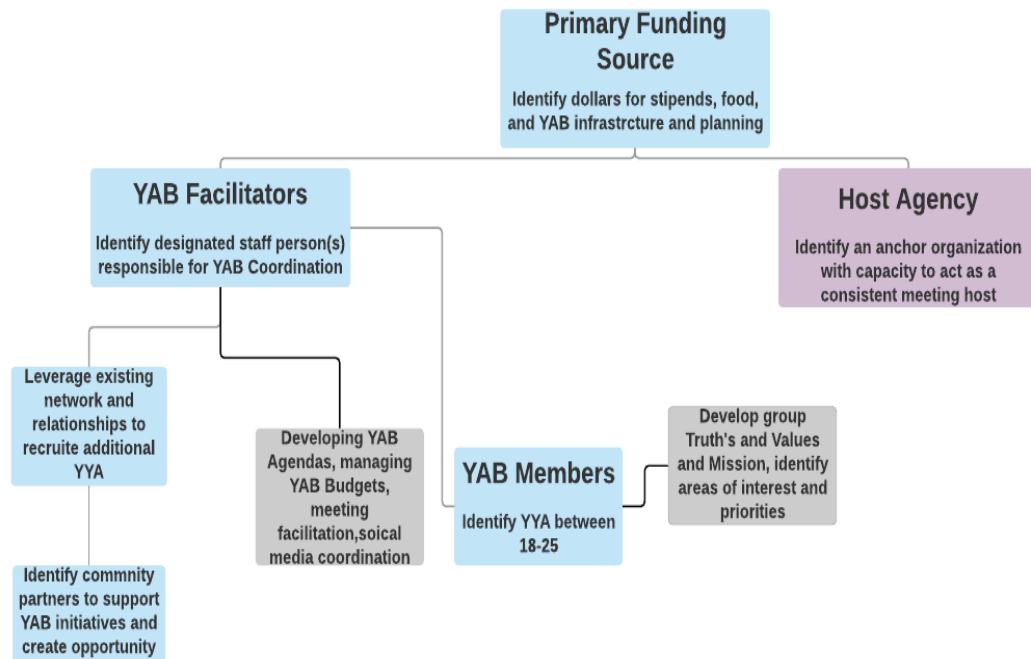 Primary Funding
Source
Identify dollars for stipends, food,
and YAB infrastrcture and planning
YAB Facilitators
Identify designated staff person(s)
responsible for YAB Coordination
Host Agency
Identify an anchor organization
with capacity to act as a
consistent meeting host
Leverage existing
network and
relationships to
recruite additional
YYA
Developing YAB
Agendas, managing
YAB Budgets,
meeting
facilitation,soical
media coordination
YAB Members
Identify YYA between
18-25
Develop group
Truth's and Values
and Mission, identify
areas of interest and
priorities
Identify commnity
partners to support
YAB initiatives and
create opportunity